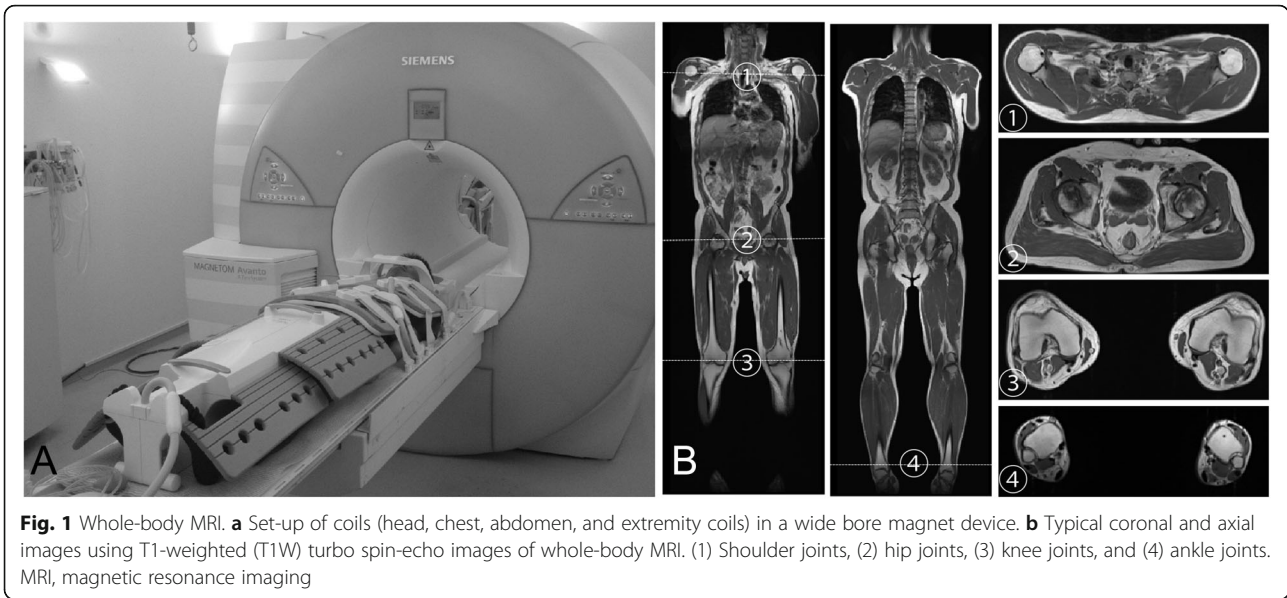 SIEMENS
MAGNETOM Avanto
A
B
1
2
3
4
1
2
3
4
Fig. 1 Whole-body MRI. a Set-up of coils (head, chest, abdomen, and extremity coils) in a wide bore magnet device. b Typical coronal and axial
images using T1-weighted (T1W) turbo spin-echo images of whole-body MRI. (1) Shoulder joints, (2) hip joints, (3) knee joints, and (4) ankle joints.
MRI, magnetic resonance imaging